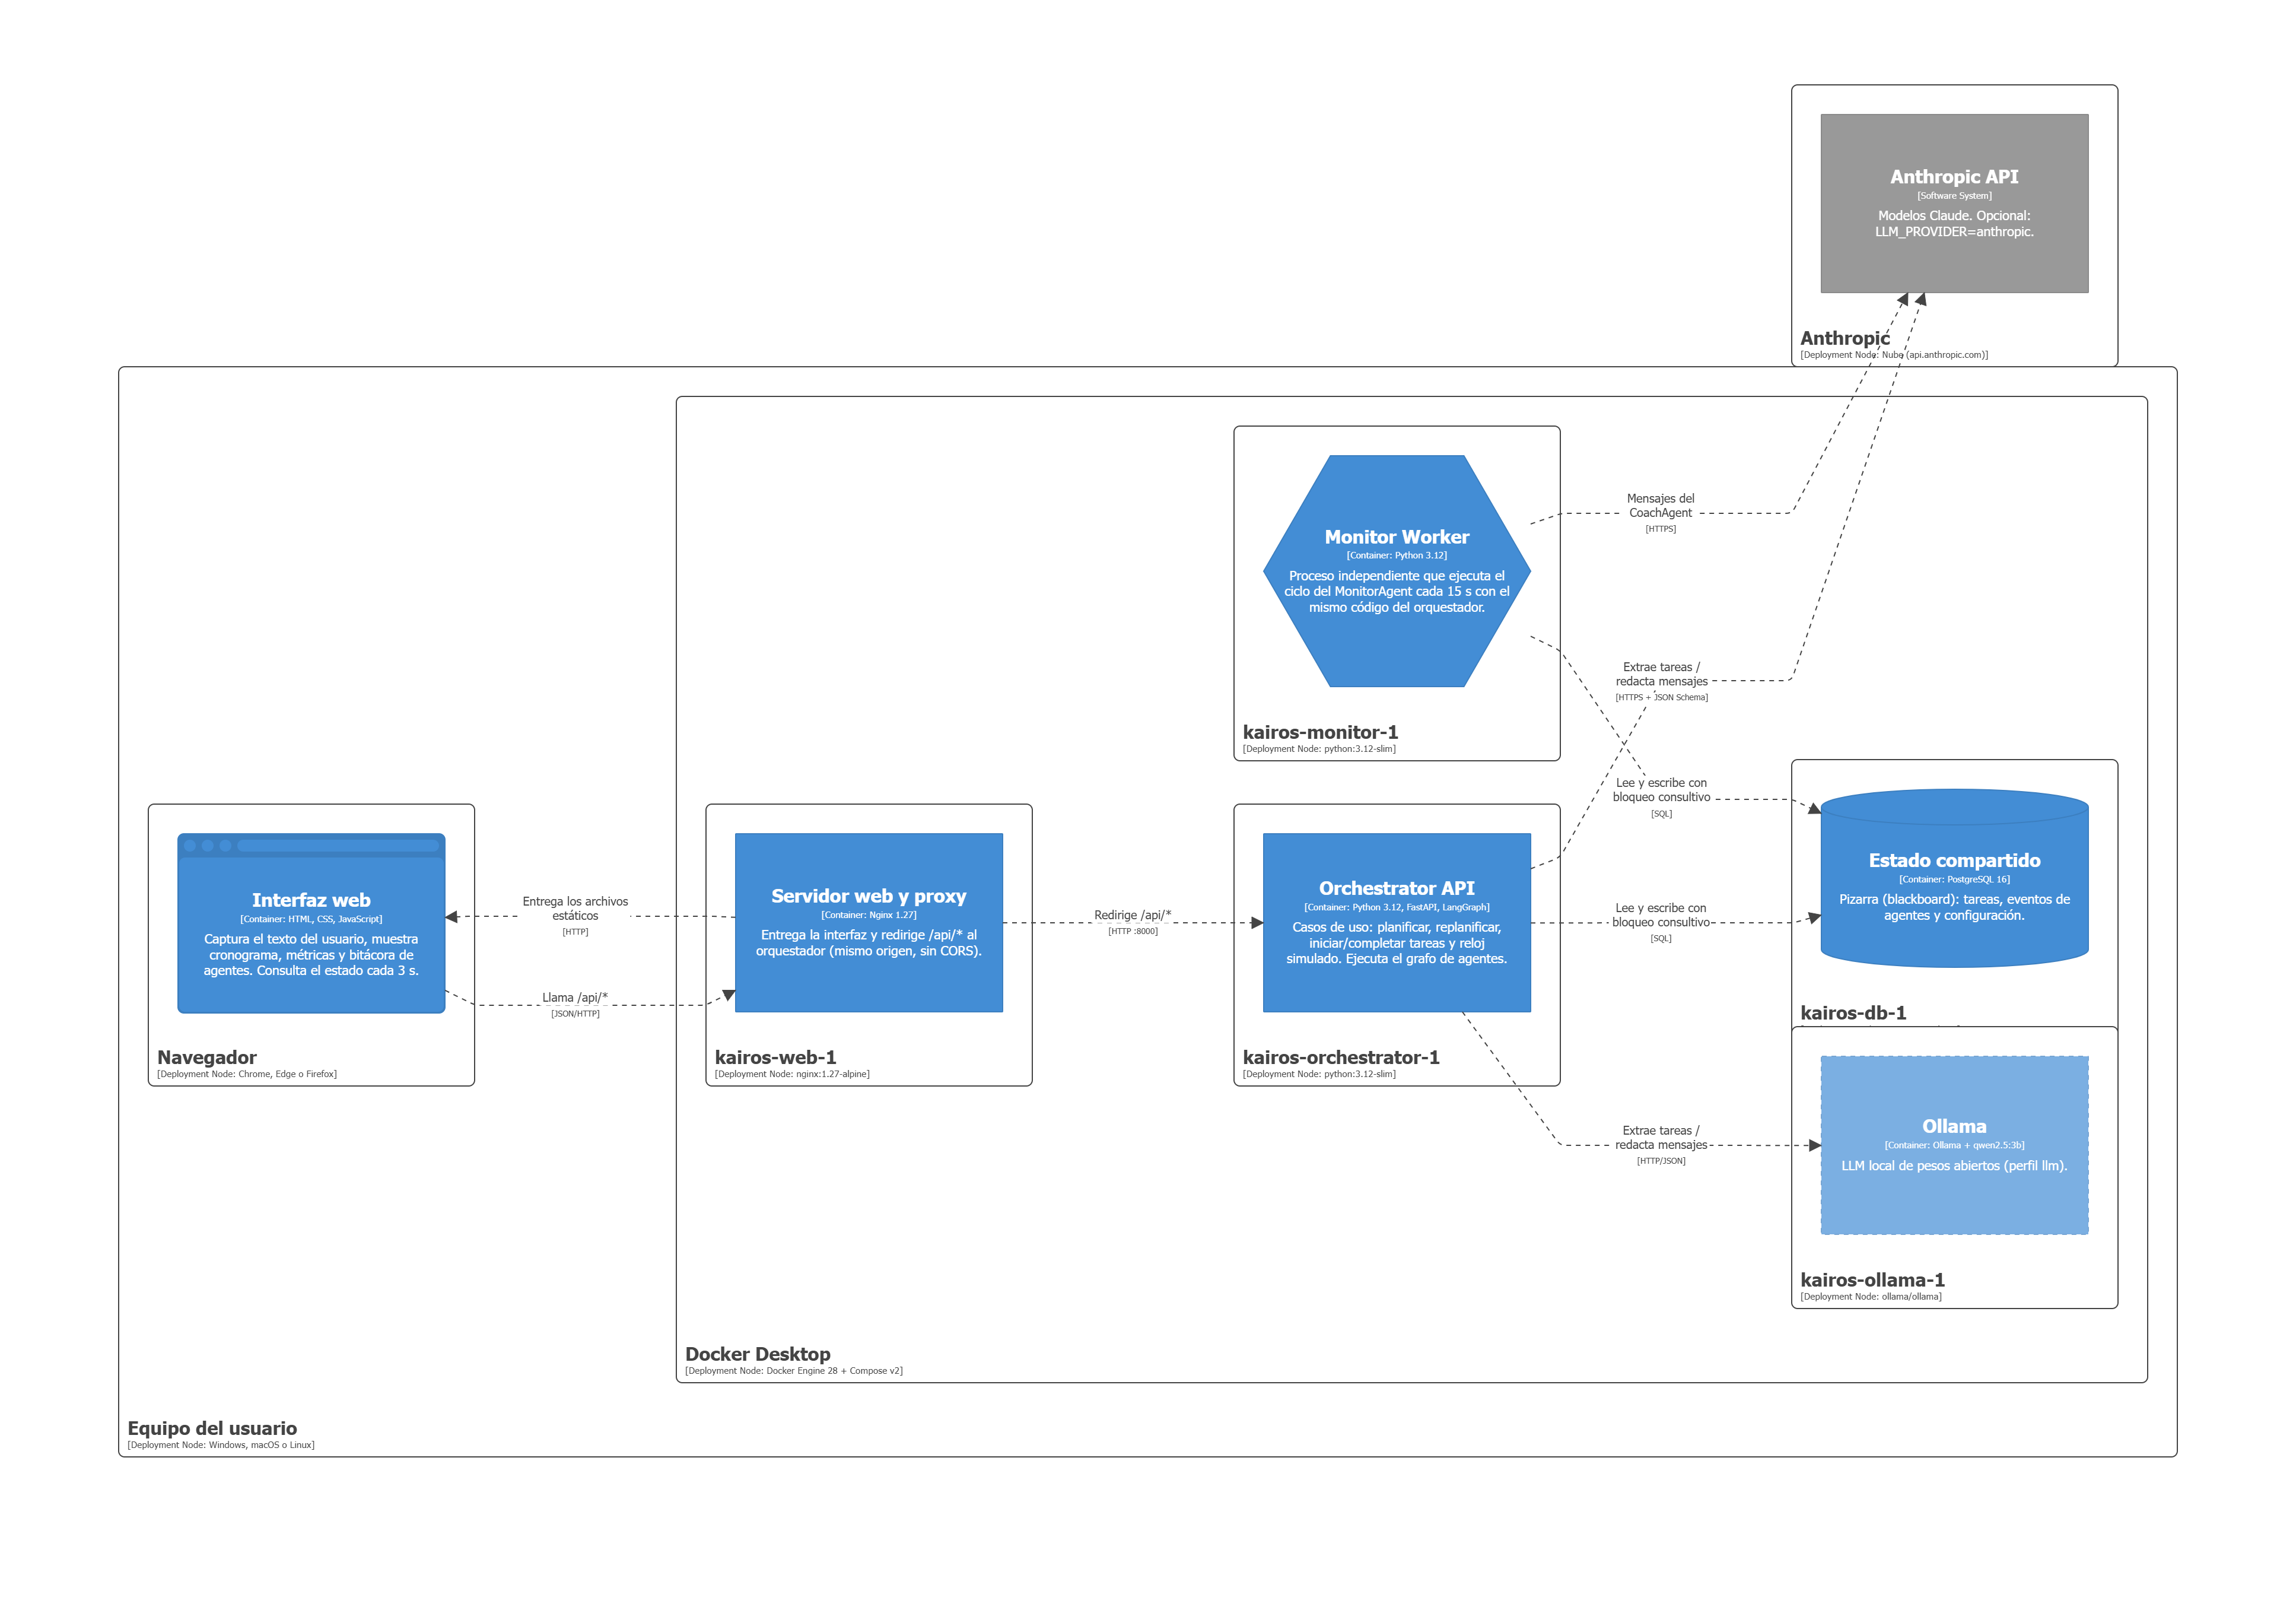 Anthropic API
[Software System]
Modelos Claude. Opcional:
LLM_PROVIDER=anthropic.
Anthropic
[Deployment Node: Nube (api.anthropic.com)]
Monitor Worker
[Container: Python 3.12]
Proceso independiente que ejecuta el
ciclo del MonitorAgent cada 15 s con el
mismo código del orquestador.
kairos-monitor-1
[Deployment Node: python:3.12-slim]
Mensajes del
CoachAgent
[HTTPS]
Extrae tareas /
redacta mensajes
[HTTPS + JSON Schema]
Lee y escribe con
bloqueo consultivo
[SQL]
Interfaz web
[Container: HTML, CSS, JavaScript]
Captura el texto del usuario, muestra
cronograma, métricas y bitácora de
agentes. Consulta el estado cada 3 s.
Navegador
[Deployment Node: Chrome, Edge o Firefox]
Entrega los archivos
estáticos
[HTTP]
Llama /api/*
[JSON/HTTP]
Servidor web y proxy
[Container: Nginx 1.27]
Entrega la interfaz y redirige /api/* al
orquestador (mismo origen, sin CORS).
kairos-web-1
[Deployment Node: nginx:1.27-alpine]
Redirige /api/*
[HTTP :8000]
Orchestrator API
[Container: Python 3.12, FastAPI, LangGraph]
Casos de uso: planificar, replanificar,
iniciar/completar tareas y reloj
simulado. Ejecuta el grafo de agentes.
kairos-orchestrator-1
[Deployment Node: python:3.12-slim]
Lee y escribe con
bloqueo consultivo
[SQL]
Estado compartido
[Container: PostgreSQL 16]
Pizarra (blackboard): tareas, eventos de
agentes y configuración.
kairos-db-1
Extrae tareas /
redacta mensajes
[HTTP/JSON]
Ollama
[Container: Ollama + qwen2.5:3b]
LLM local de pesos abiertos (perfil llm).
kairos-ollama-1
[Deployment Node: ollama/ollama]
Docker Desktop
[Deployment Node: Docker Engine 28 + Compose v2]
Equipo del usuario
[Deployment Node: Windows, macOS o Linux]